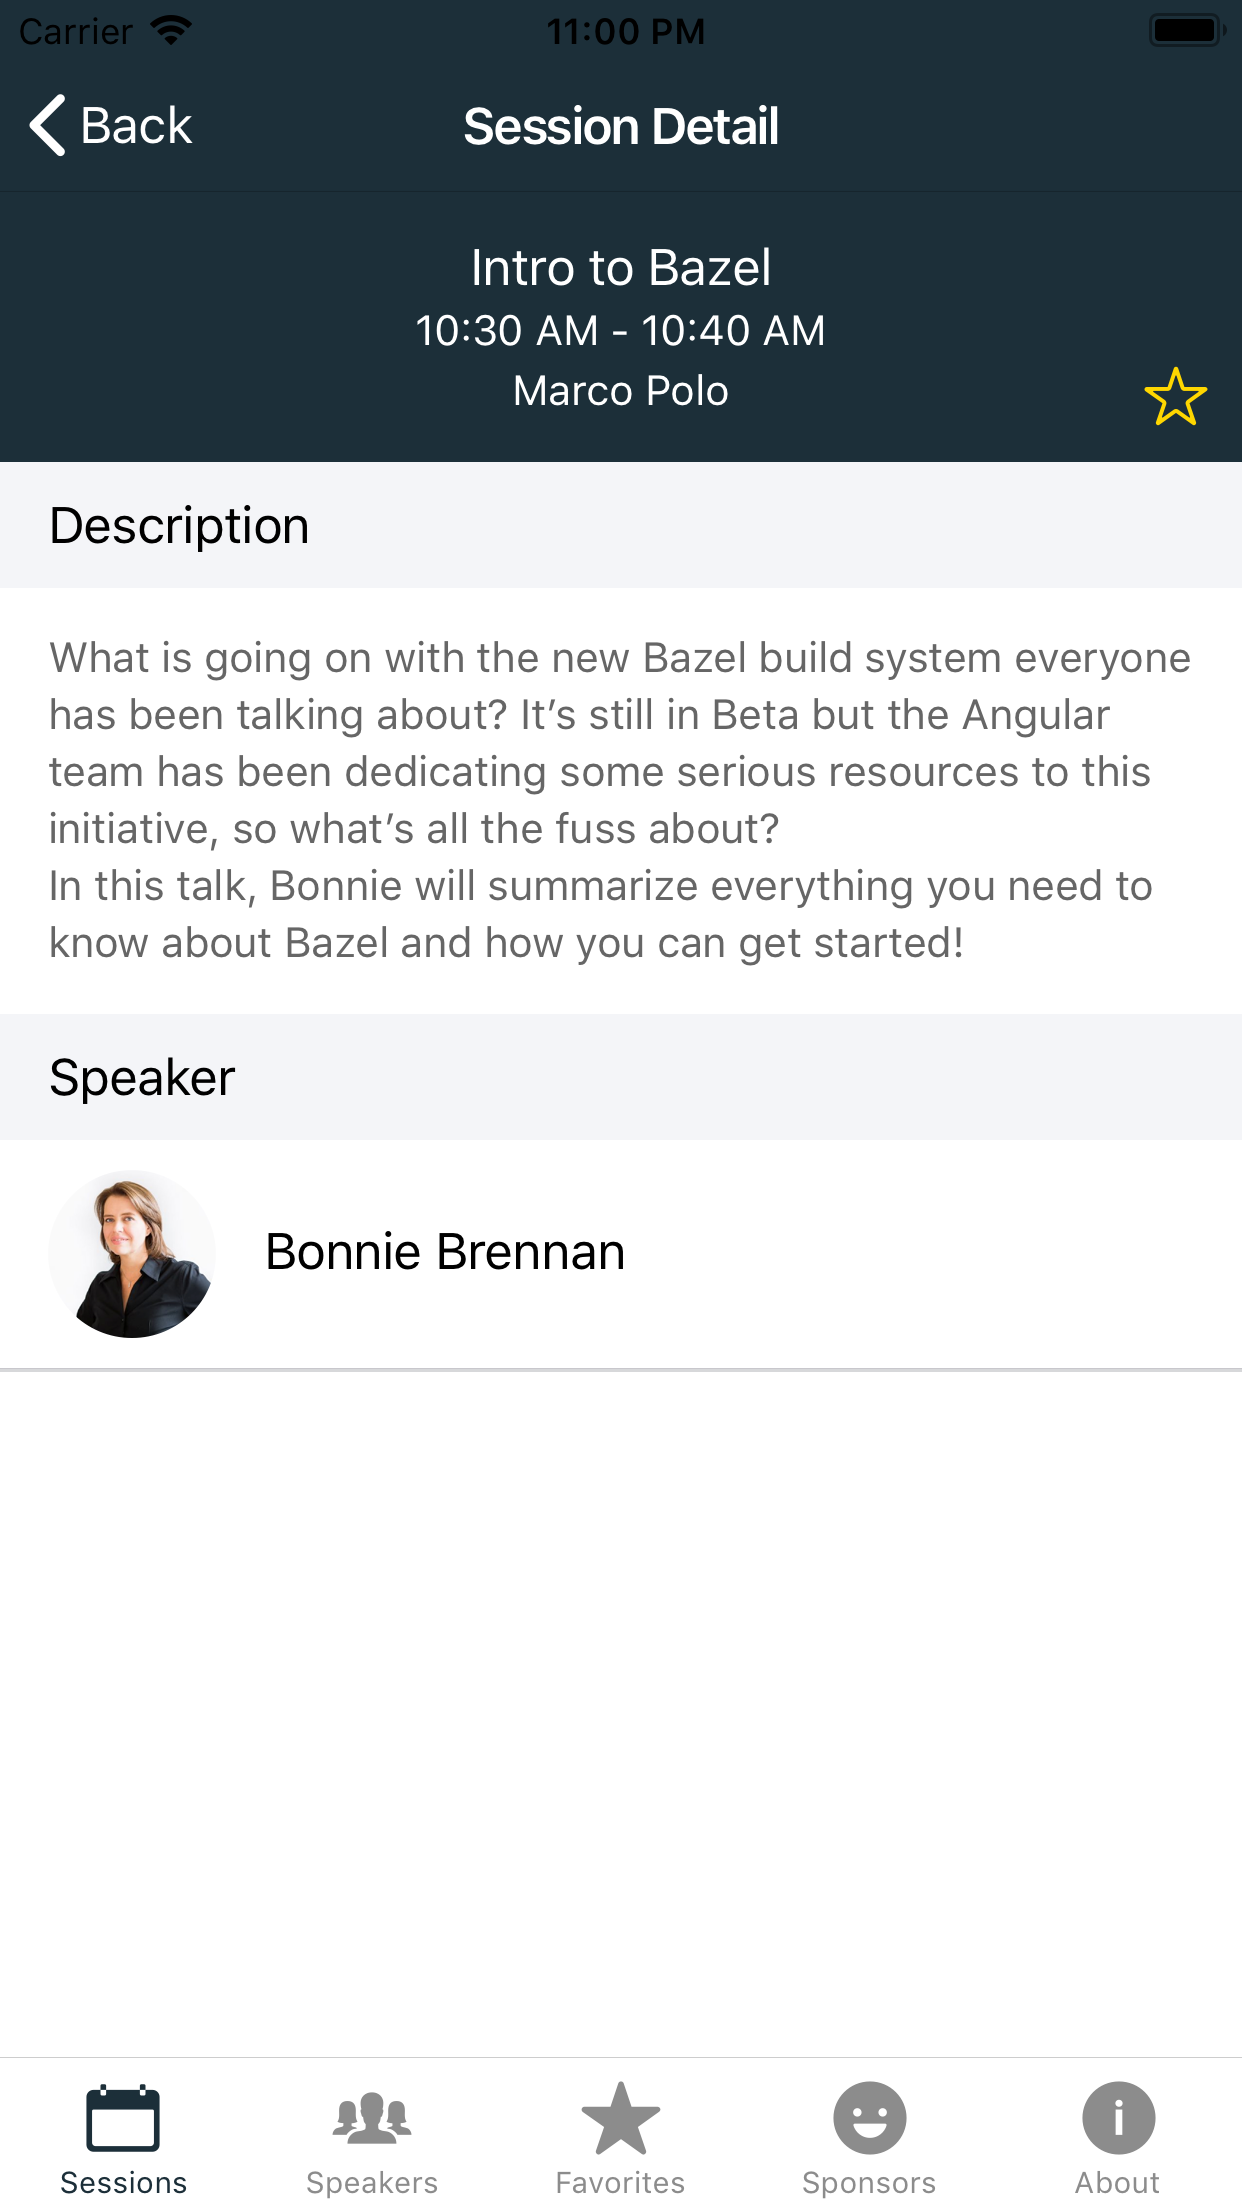 Carrier 11:00 PM
Back Session Detail
Intro to Bazel
10:30 AM - 10:40 AM
Marco Polo
Description
What is going on with the new Bazel build system everyone
has been talking about? It’s still in Beta but the Angular
team has been dedicating some serious resources to this
initiative, so what’s all the fuss about?
In this talk, Bonnie will summarize everything you need to
know about Bazel and how you can get started!
Speaker
Bonnie Brennan
Sessions Speakers Favorites Sponsors About